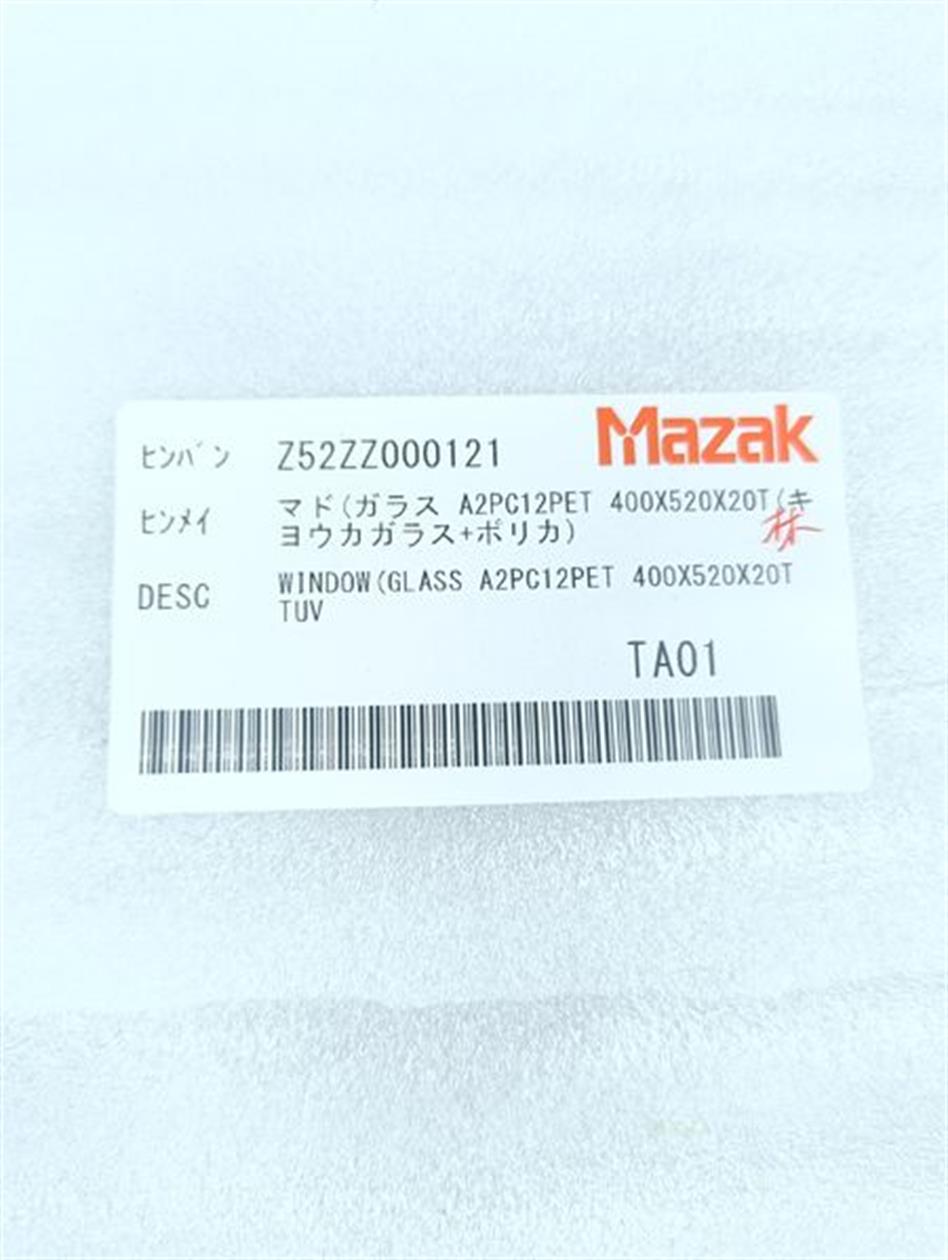 Mazak
ﾋﾝﾊﾞﾝ Z52ZZ000121
ﾋﾝﾒｲ マド(ガラス A2PC12PET 400X520X20T(キ
ヨウカガラス+ポリカ)
林
DESC WINDOW(GLASS A2PC12PET 400X520X20T
TUV
TA01